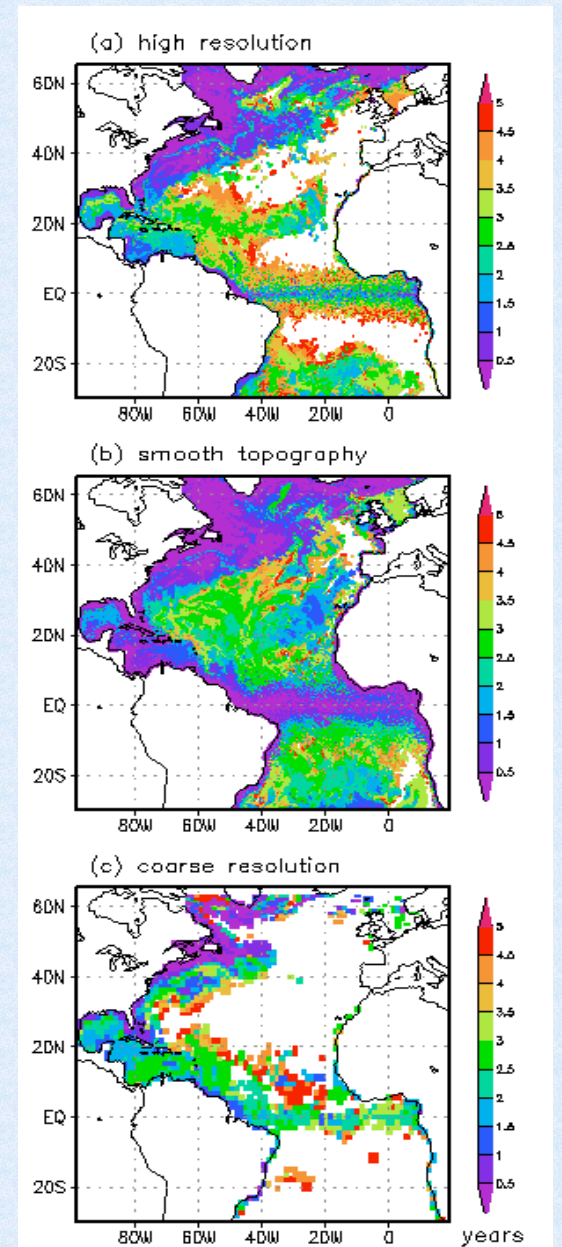 (a) high resolution
60N
40N
20N
EQ
20S
80W 60W 40W 20W 0
5
4.5
4
3.5
3
2.5
2
1.5
1
0.5
(b) smooth topography
60N
40N
20N
EQ
20S
80W 60W 40W 20W 0
5
4.5
4
3.5
3
2.5
2
1.5
1
0.5
(c) coarse resolution
60N
40N
20N
EQ
20S
80W 60W 40W 20W 0 years
5
4.5
4
3.5
3
2.5
2
1.5
1
0.5